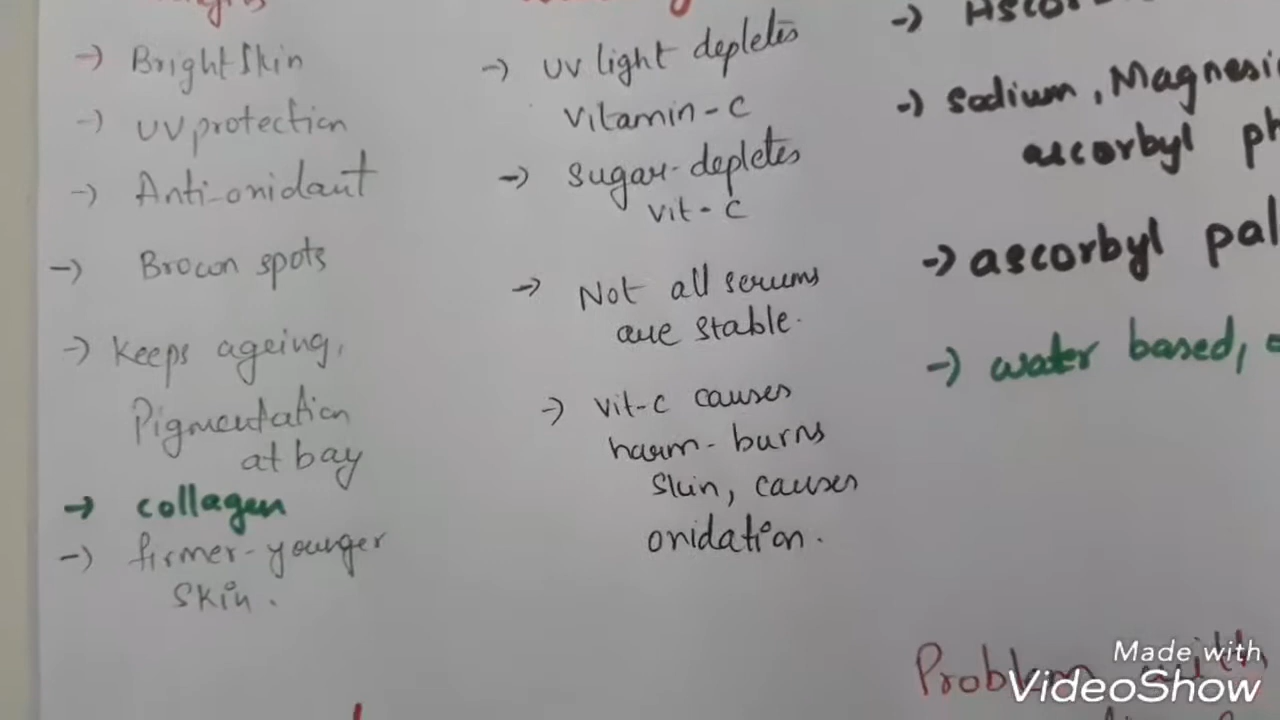 -> Bright Skin
-> UV protection
-> Anti-oxidant
-> Brown spots
-> Keeps ageing,
Pigmentation
at bay
-> collagen
-> firmer-younger
Skin.
-> UV light depletes
Vitamin-C
-> Sugar-depletes
Vit-C
-> Not all serums
are stable.
-> Vit-C causes
harm-burns
Skin, causes
oxidation.
->
-> Sodium, Magnesi
ascorbyl ph
-> ascorbyl pal
-> water based,
Problem with
Made with
VideoShow